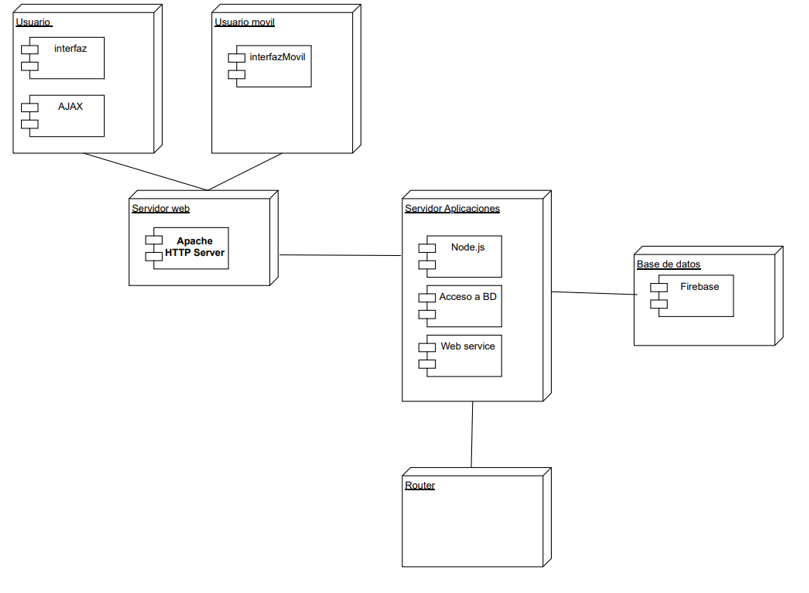 Usuario
interfaz
AJAX
Usuario movil
interfazMovil
Servidor web
Apache
HTTP Server
Servidor Aplicaciones
Node.js
Acceso a BD
Web service
Base de datos
Firebase
Router